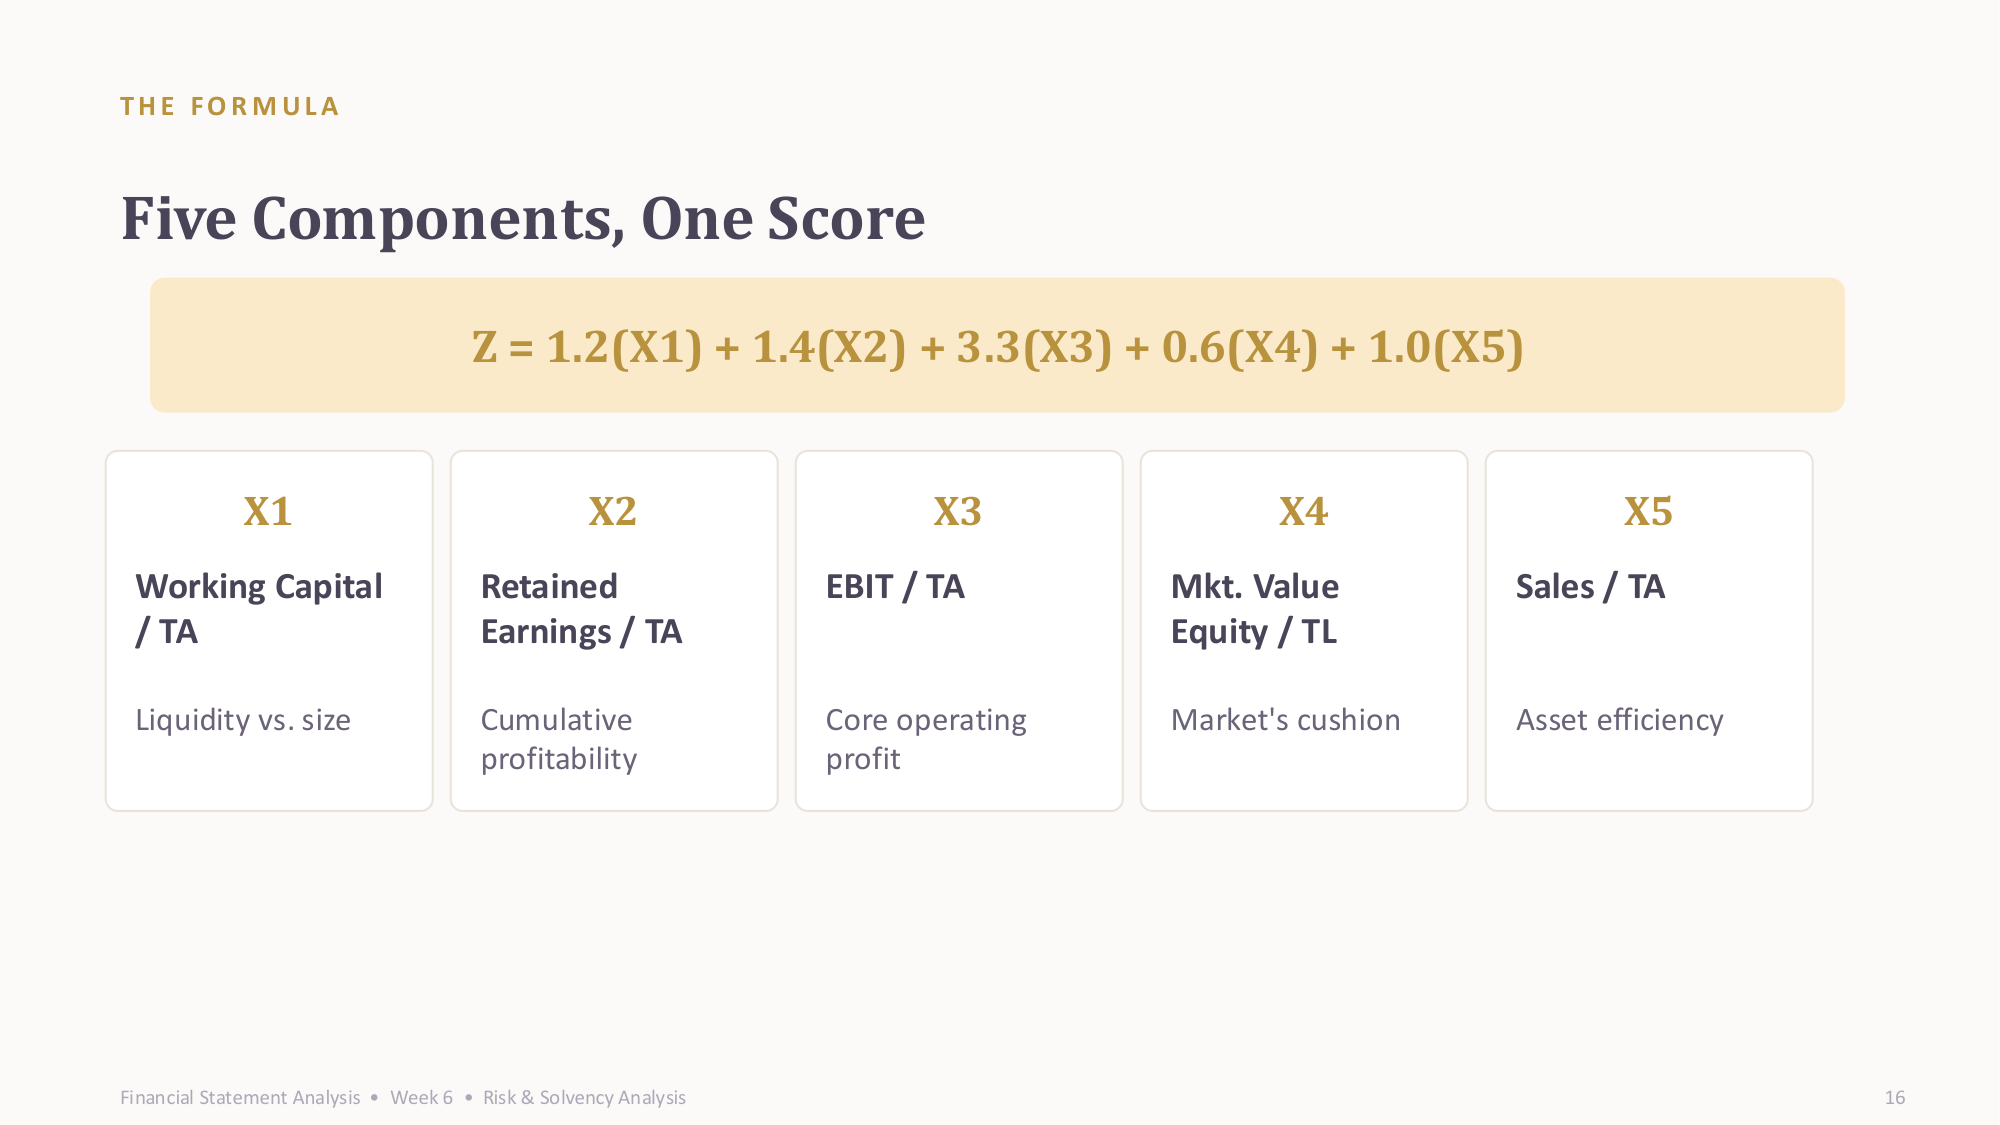 THE FORMULA
Five Components, One Score
Z = 1.2(X1) + 1.4(X2) + 3.3(X3) + 0.6(X4) + 1.0(X5)
X1
Working Capital
/ TA
Liquidity vs. size
X2
Retained
Earnings / TA
Cumulative
profitability
X3
EBIT / TA
Core operating
profit
X4
Mkt. Value
Equity / TL
Market's cushion
X5
Sales / TA
Asset efficiency
Financial Statement Analysis • Week 6 • Risk & Solvency Analysis
16